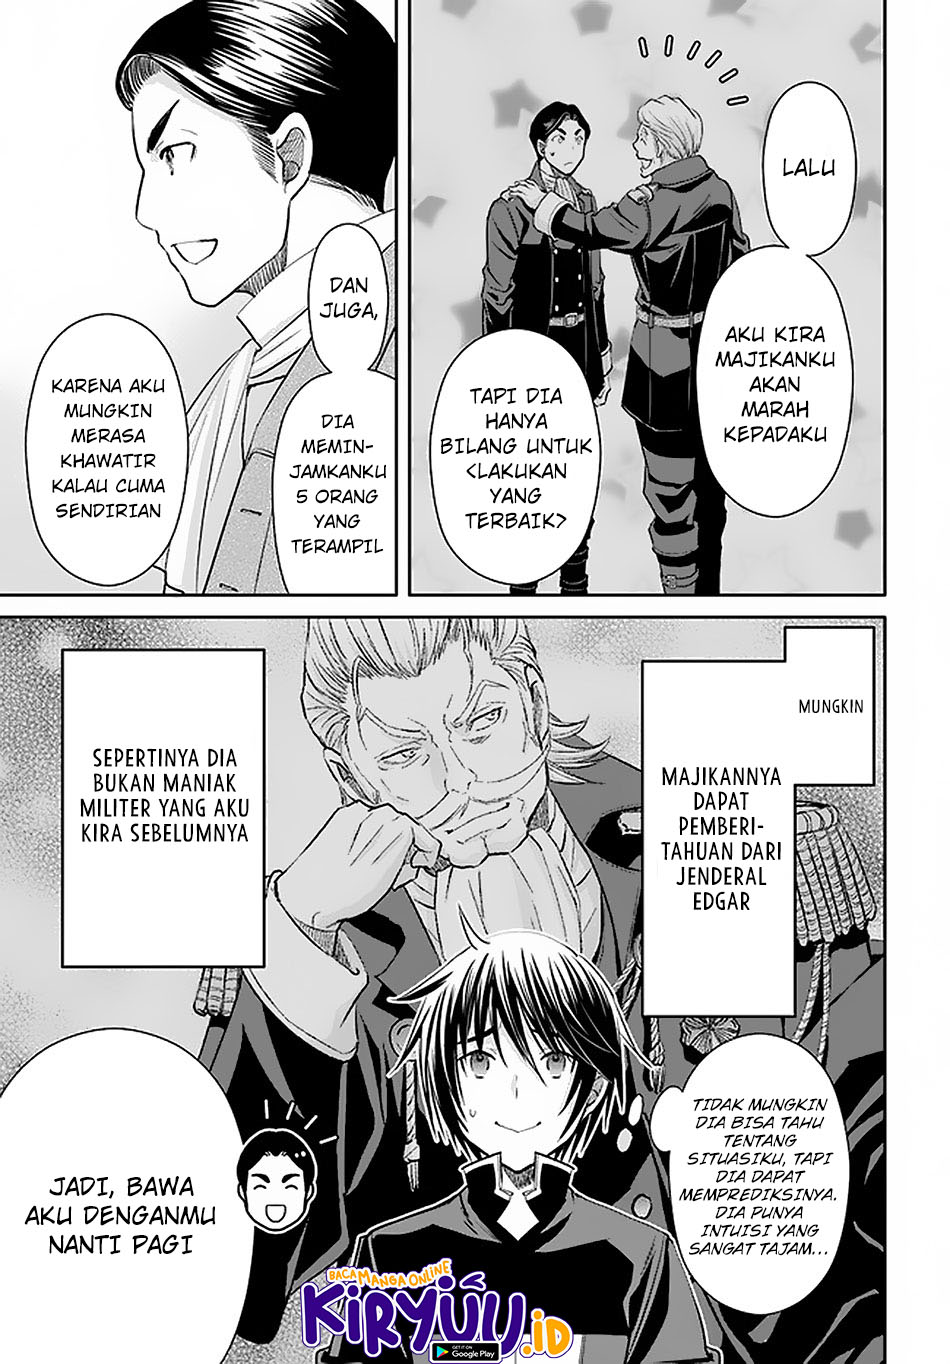 LALU
AKU KIRA
MAJIKANKU
AKAN
MARAH
KEPADAKU
TAPI DIA
HANYA
BILANG UNTUK
<LAKUKAN
YANG
TERBAIK>
DAN
JUGA,
DIA
MEMIN-
JAMKANKU
5 ORANG
YANG
TERAMPIL
KARENA AKU
MUNGKIN
MERASA
KHAWATIR
KALAU CUMA
SENDIRIAN
MUNGKIN
MAJIKANNYA
DAPAT
PEMBERI-
TAHUAN DARI
JENDERAL
EDGAR
SEPERTINYA DIA
BUKAN MANIAK
MILITER YANG AKU
KIRA SEBELUMNYA
TIDAK MUNGKIN
DIA BISA TAHU
TENTANG
SITUASIKU, TAPI
DIA DAPAT
MEMPREDIKSINYA.
DIA PUNYA
INTUISI YANG
SANGAT TAJAM...
JADI, BAWA
AKU DENGANMU
NANTI PAGI
BACA MANGA ONLINE
KIRYUU.iD
GET IT ON
Google Play